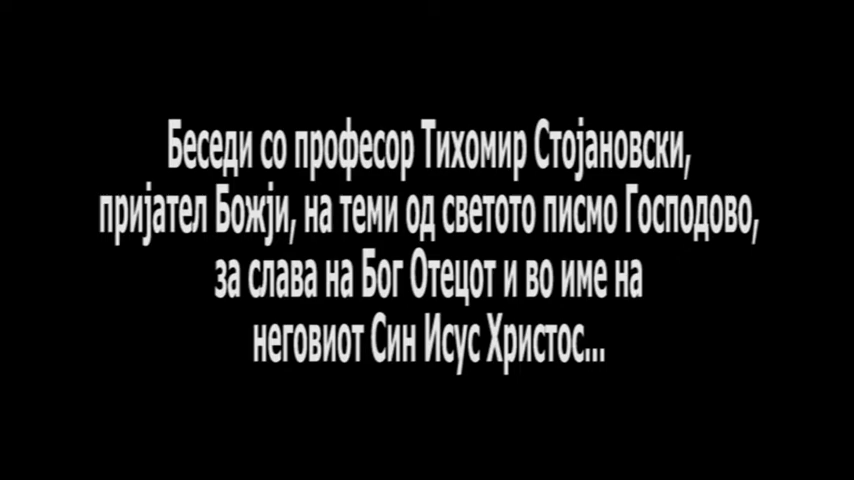 Беседи со професор Тихомир Стојановски,
пријател Божји, на теми од светото писмо Господово,
за слава на Бог Отецот и во име на
неговиот Син Исус Христос...